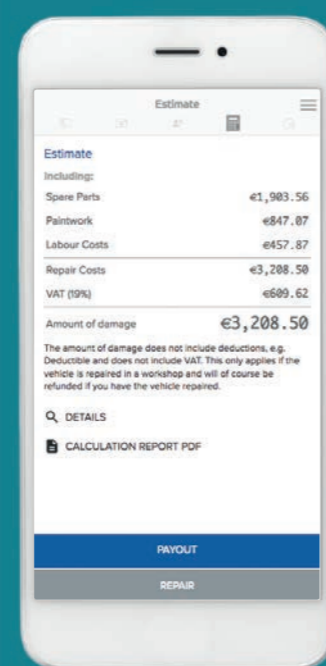 Estimate
Estimate
Including:
Spare Parts €1,903.56
Paintwork €847.07
Labour Costs €457.87
Repair Costs €3,208.50
VAT (19%) €609.62
Amount of damage €3,208.50
The amount of damage does not include deductions, e.g.
Deductible and does not include VAT. This only applies if the
vehicle is repaired in a workshop and will of course be
refunded if you have the vehicle repaired.
DETAILS
CALCULATION REPORT PDF
PAYOUT
REPAIR